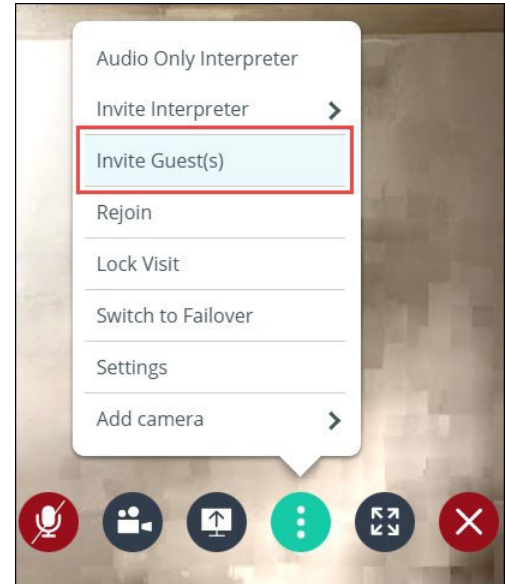 Audio Only Interpreter
Invite Interpreter
Invite Guest(s)
Rejoin
Lock Visit
Switch to Failover
Settings
Add camera